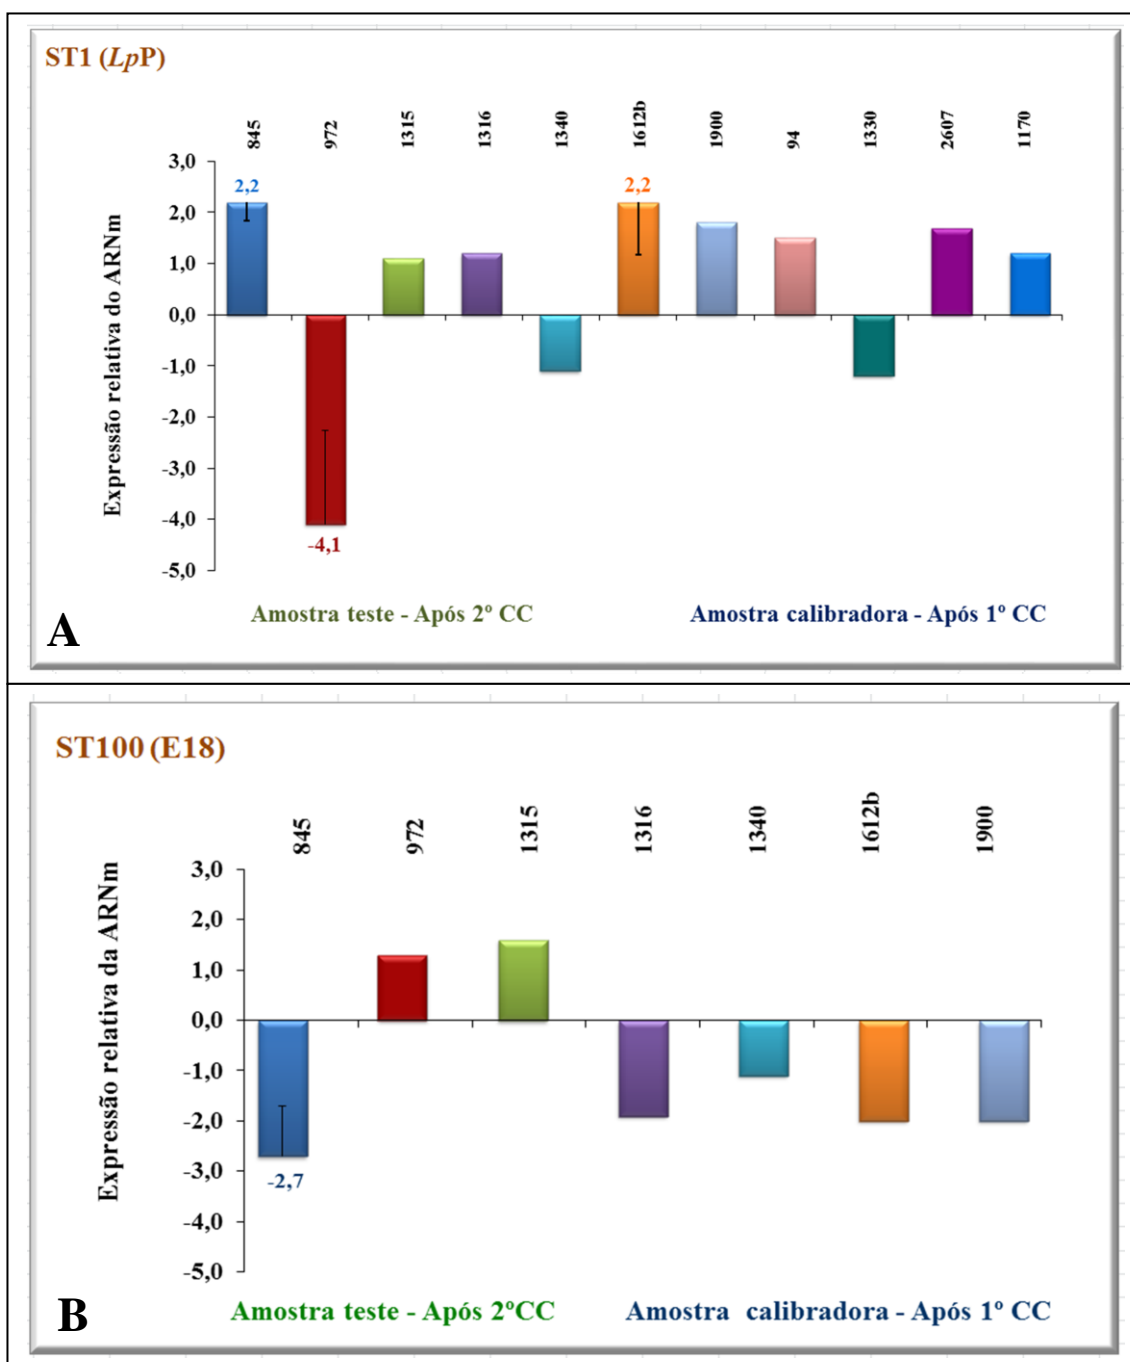 ST1 (LpP)
845 972 1315 1316 1340 1612b 1900 94 1330 2607 1170
3,0
2,0
1,0
0,0
-1,0
-2,0
-3,0
-4,0
-5,0
Expressão relativa do ARNm
2,2
-4,1
2,2
Amostra teste - Após 2º CC
Amostra calibradora - Após 1º CC
A
ST100 (E18)
845 972 1315 1316 1340 1612b 1900
3,0
2,0
1,0
0,0
-1,0
-2,0
-3,0
-4,0
-5,0
Expressão relativa da ARNm
-2,7
Amostra teste - Após 2ºCC
Amostra calibradora - Após 1º CC
B